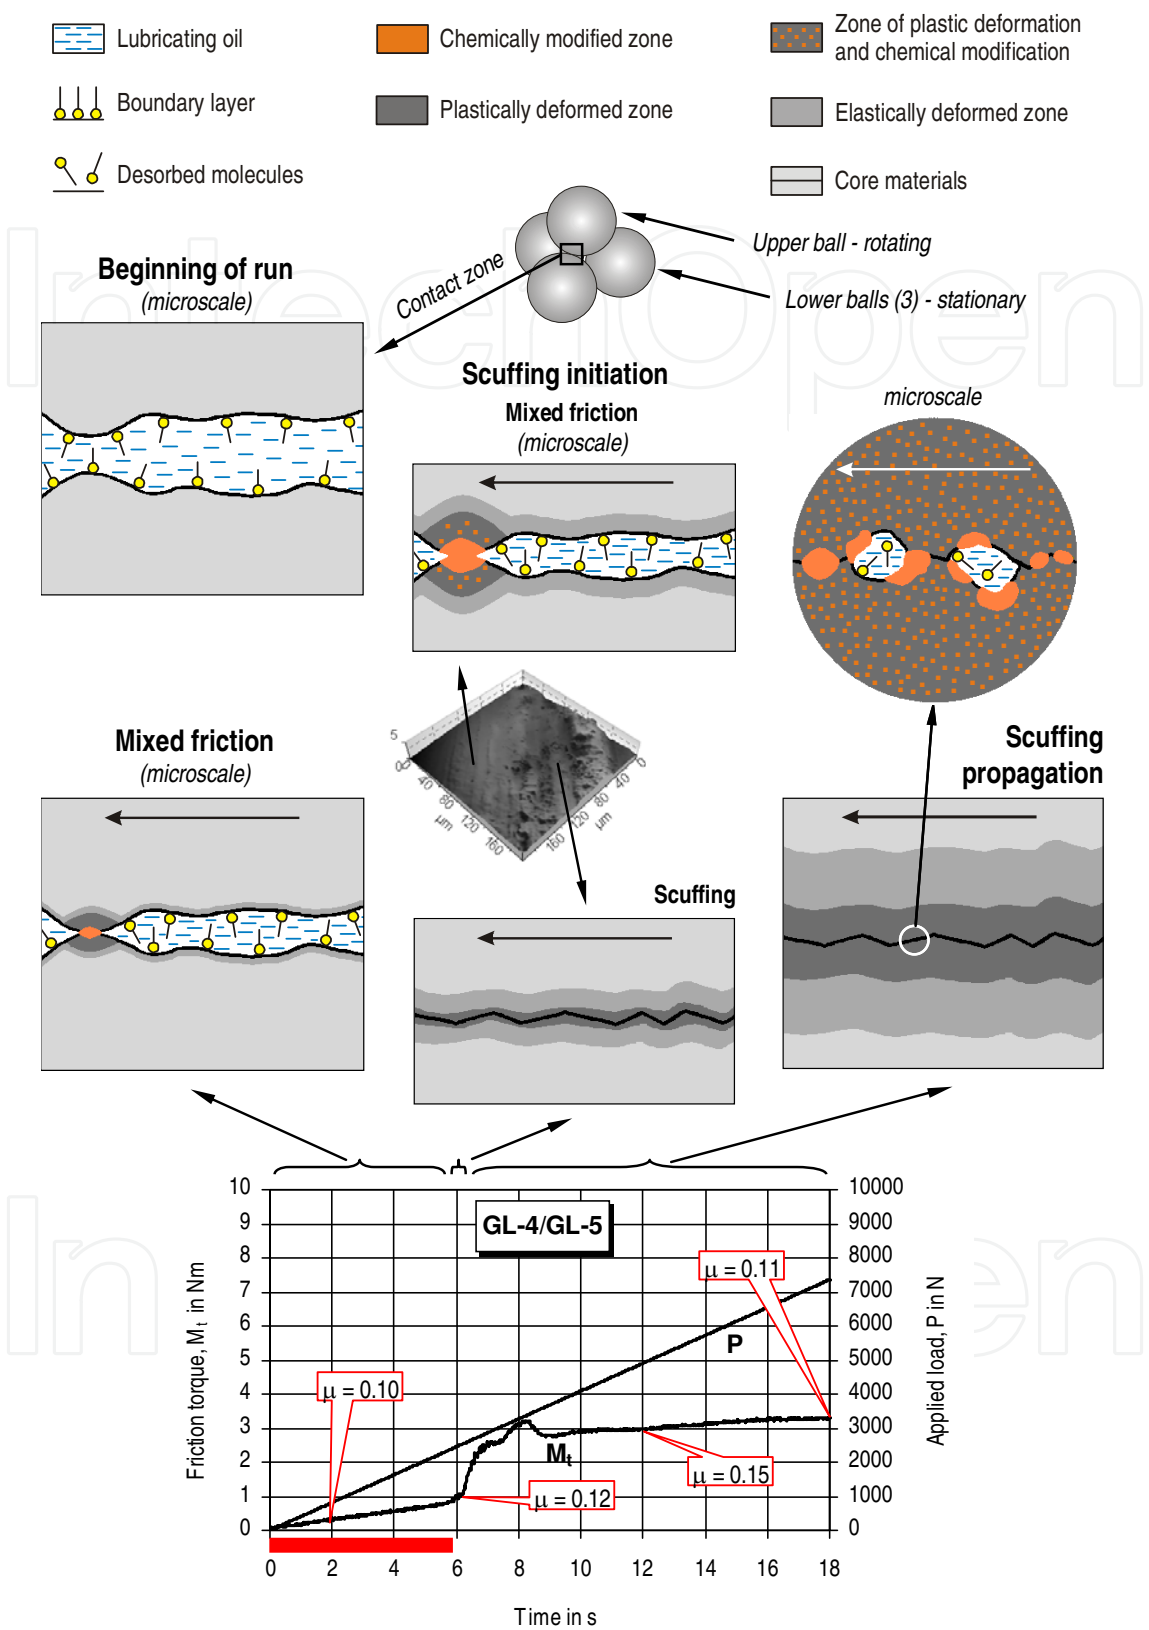 Lubricating oil
Chemically modified zone
Zone of plastic deformation
and chemical modification
Boundary layer
Plastically deformed zone
Elastically deformed zone
Desorbed molecules
Core materials
InTechOpen
Upper ball - rotating
Lower balls (3) - stationary
Contact zone
Beginning of run
(microscale)
Scuffing initiation
Mixed friction
(microscale)
microscale
5
0
40
80
120
160
µm
0
40
80
120
160
µm
Mixed friction
(microscale)
Scuffing
propagation
Scuffing
GL-4/GL-5
10
9
8
7
6
5
4
3
2
1
0
Friction torque, Mt in Nm
10000
9000
8000
7000
6000
5000
4000
3000
2000
1000
0
Applied load, P in N
µ = 0.11
P
µ = 0.10
Mt
µ = 0.15
µ = 0.12
0 2 4 6 8 10 12 14 16 18
Time in s